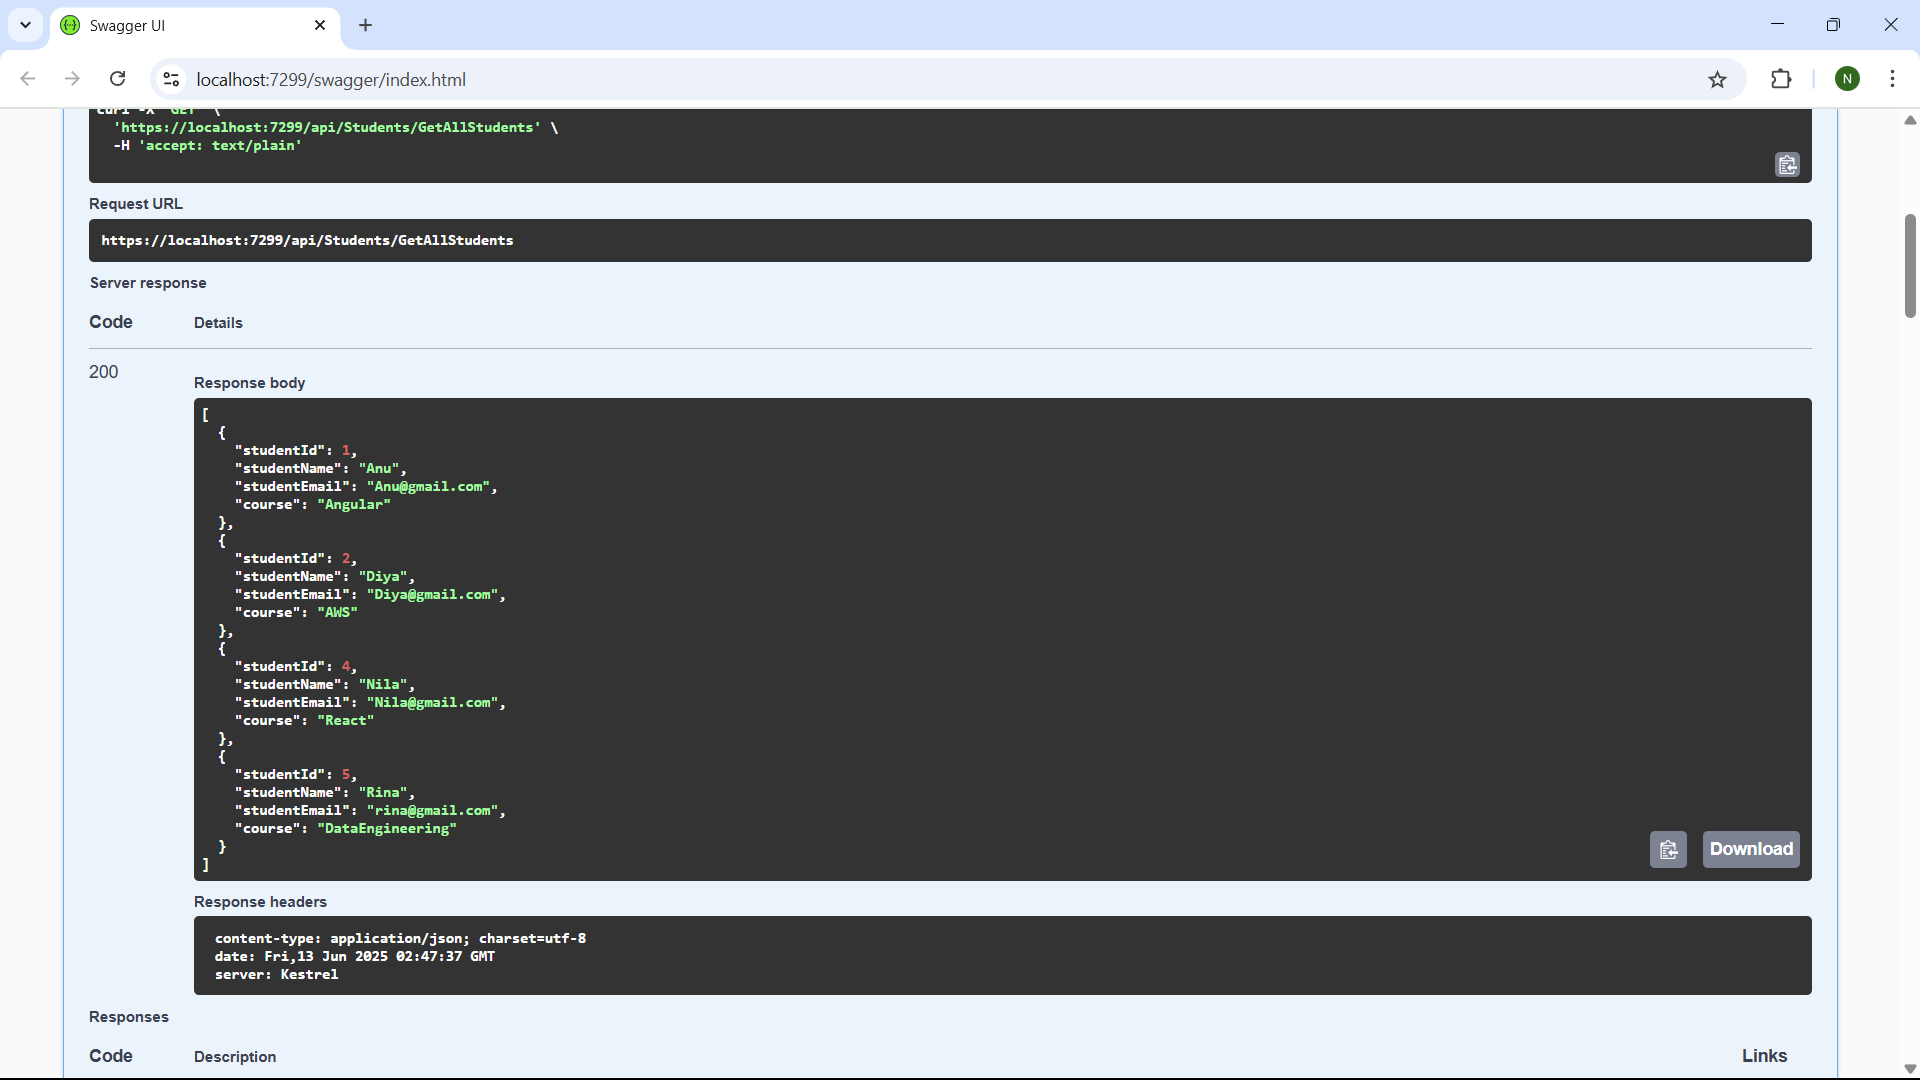 Swagger UI
localhost:7299/swagger/index.html
N
curl -X 'GET' \
  'https://localhost:7299/api/Students/GetAllStudents' \
  -H 'accept: text/plain'
Request URL
https://localhost:7299/api/Students/GetAllStudents
Server response
Code Details
200
Response body
[
  {
    "studentId": 1,
    "studentName": "Anu",
    "studentEmail": "Anu@gmail.com",
    "course": "Angular"
  },
  {
    "studentId": 2,
    "studentName": "Diya",
    "studentEmail": "Diya@gmail.com",
    "course": "AWS"
  },
  {
    "studentId": 4,
    "studentName": "Nila",
    "studentEmail": "Nila@gmail.com",
    "course": "React"
  },
  {
    "studentId": 5,
    "studentName": "Rina",
    "studentEmail": "rina@gmail.com",
    "course": "DataEngineering"
  }
]
Download
Response headers
content-type: application/json; charset=utf-8
date: Fri,13 Jun 2025 02:47:37 GMT
server: Kestrel
Responses
Code Description Links